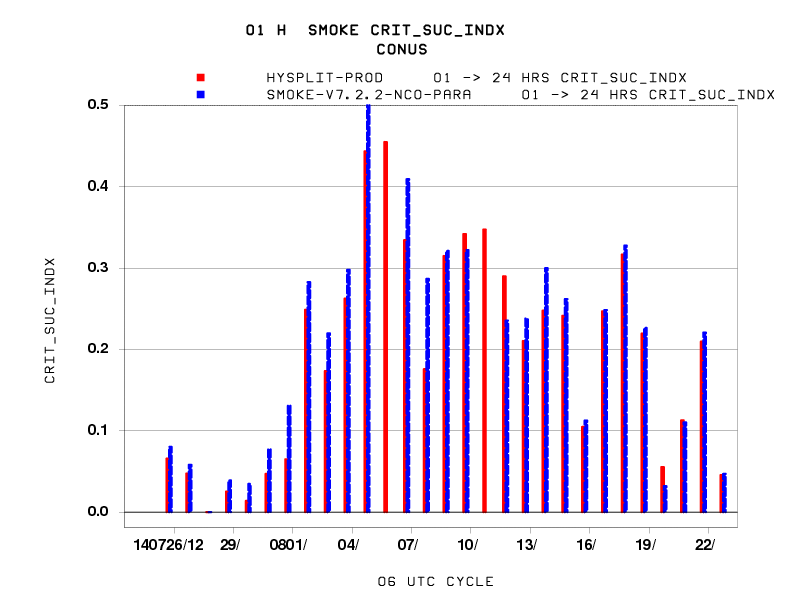 01 H SMOKE CRIT_SUC_INDX
CONUS
HYSPLIT-PROD 01 -> 24 HRS CRIT_SUC_INDX
SMOKE-V7.2.2-NCO-PARA 01 -> 24 HRS CRIT_SUC_INDX
0.5
0.4
0.3
0.2
0.1
0.0
CRIT_SUC_INDX
140726/12 29/ 0801/ 04/ 07/ 10/ 13/ 16/ 19/ 22/
06 UTC CYCLE